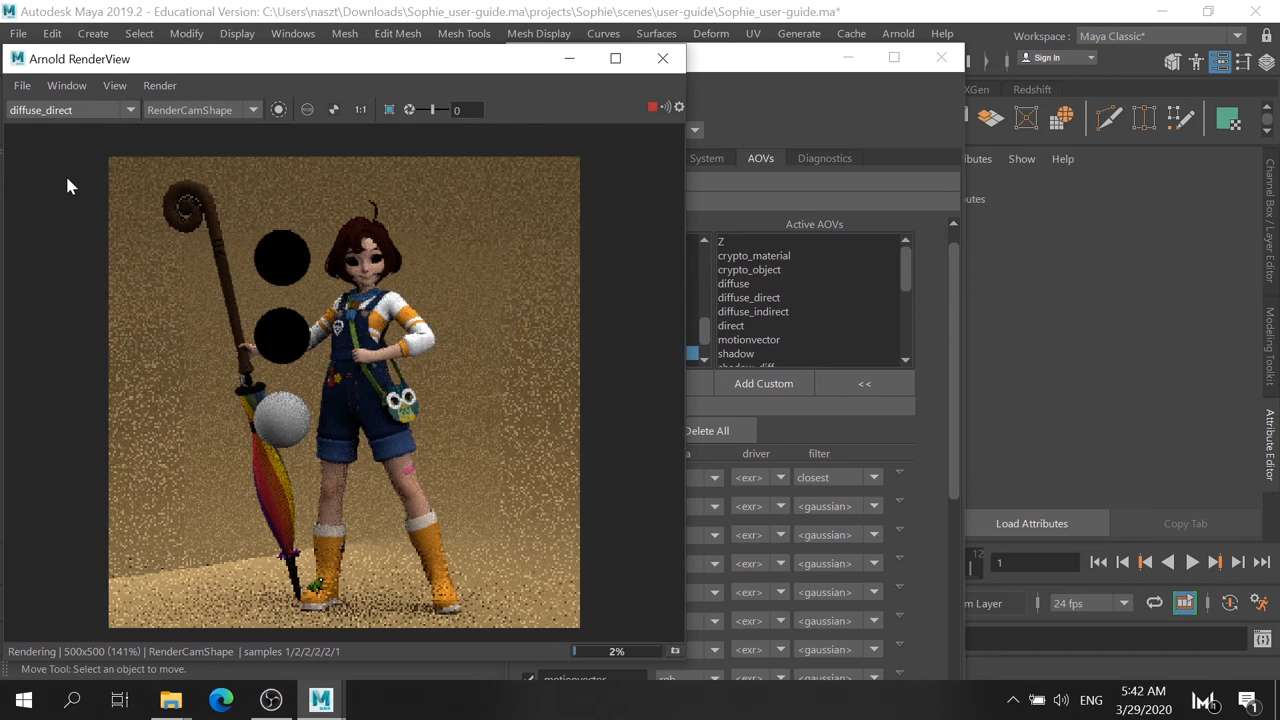 Autodesk Maya 2019.2 - Educational Version: C:\Users\naszt\Downloads\Sophie_user-guide.ma\projects\Sophie\scenes\user-guide\Sophie_user-guide.ma*
File Edit Create Select Modify Display Windows Mesh Edit Mesh Mesh Tools Mesh Display Curves Surfaces Deform UV Generate Cache Arnold Help Workspace : Maya Classic*
Arnold RenderView
Sign In
File Window View Render
XGen Redshift
diffuse_direct RenderCamShape 1:1 0
System AOVs Diagnostics
Show Help
Active AOVs
Z
crypto_material
crypto_object
diffuse
diffuse_direct
diffuse_indirect
direct
motionvector
shadow
shadow_diff
Add Custom <<
Delete All
driver filter
<exr> closest
<exr> <gaussian>
<exr> <gaussian>
<exr> <gaussian>
<exr> <gaussian>
<exr> <gaussian>
<exr> <gaussian>
motionvector rgb <exr> <gaussian>
Load Attributes Copy Tab
12
1
24 fps
Channel Box / Layer Editor
Modeling Toolkit
Attribute Editor
Rendering | 500x500 (141%) | RenderCamShape | samples 1/2/2/2/2/1 2%
Move Tool: Select an object to move.
ENG 5:42 AM
3/29/2020